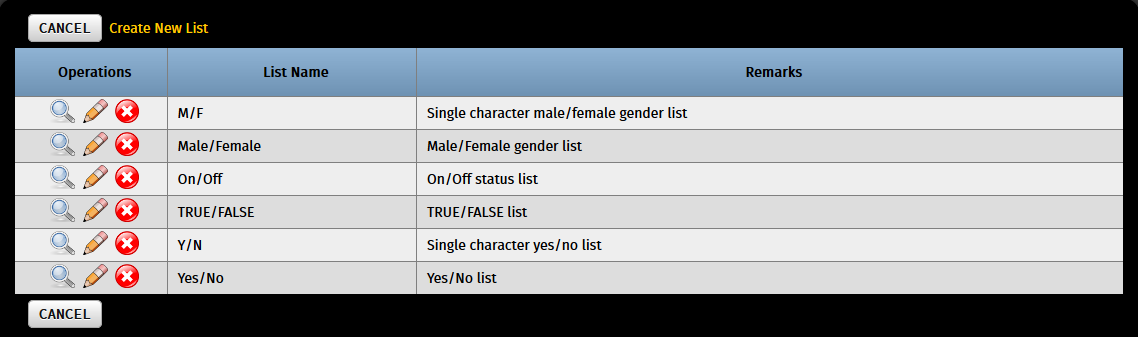 CANCEL Create New List
Operations List Name Remarks
M/F Single character male/female gender list
Male/Female Male/Female gender list
On/Off On/Off status list
TRUE/FALSE TRUE/FALSE list
Y/N Single character yes/no list
Yes/No Yes/No list
CANCEL